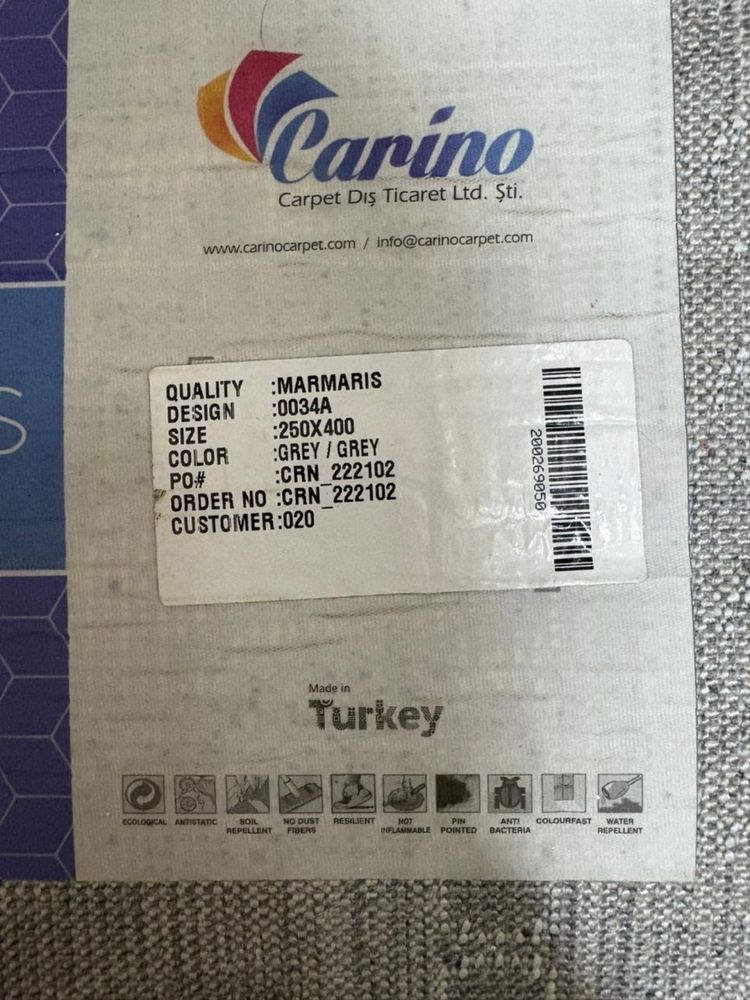 Carino
Carpet Dış Ticaret Ltd. Şti.
www.carinocarpet.com / info@carinocarpet.com
S
QUALITY :MARMARIS
DESIGN :0034A
SIZE :250X400
COLOR :GREY / GREY
PO# :CRN_222102
ORDER NO :CRN_222102
CUSTOMER:020
200269050
Made in
Turkey
ECOLOGICAL ANTISTATIC SOIL REPELLENT NO DUST FIBERS RESILIENT HOT INFLAMMABLE PIN POINTED ANTI BACTERIA COLOURFAST WATER REPELLENT